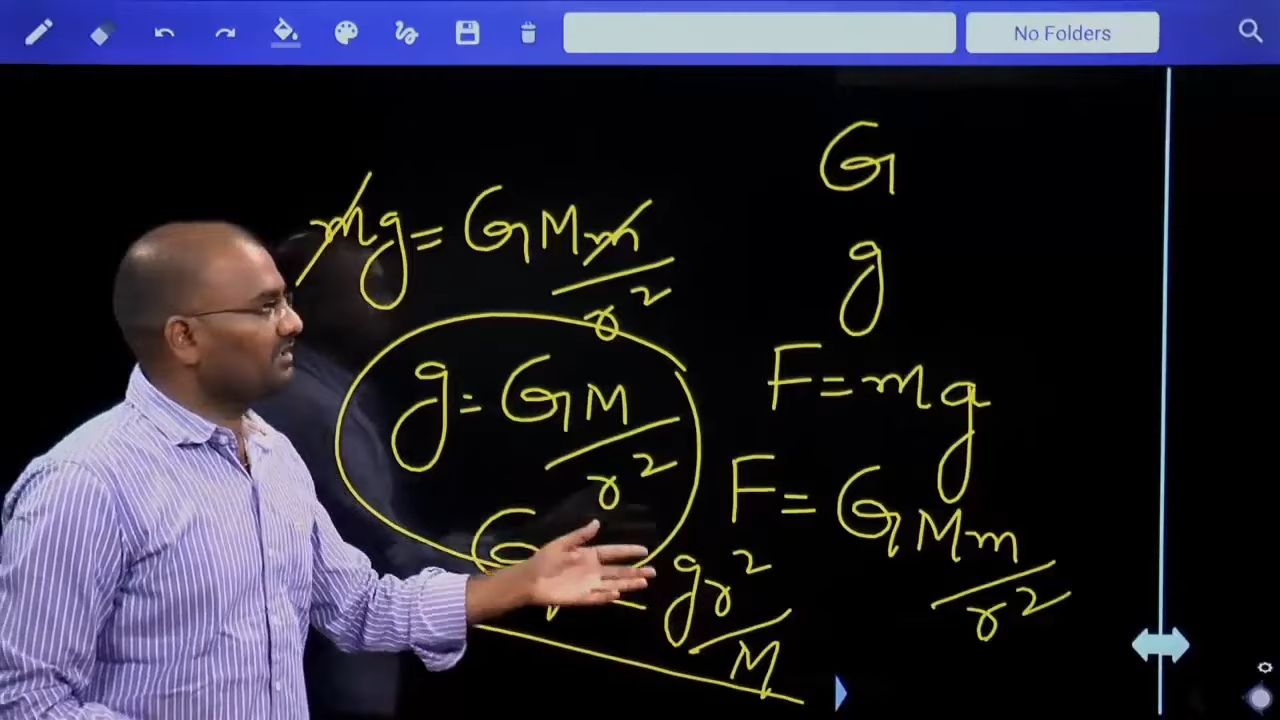 No Folders
mg = GMm/r²
g = GM/r²
G = gr²/M
G
g
F = mg
F = GMm/r²